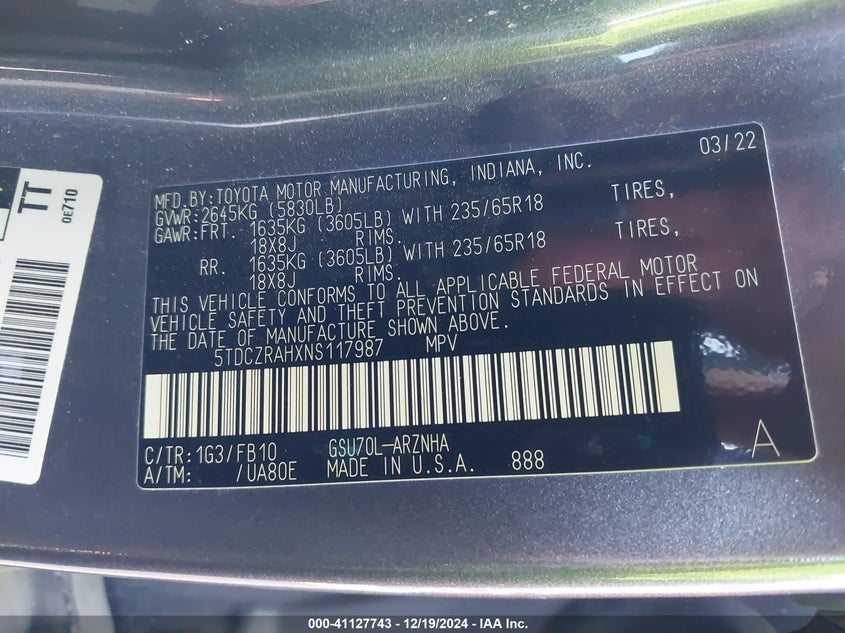 TT
0E710
03/22
MFD.BY:TOYOTA MOTOR MANUFACTURING, INDIANA, INC.
GVWR:2645KG (5830LB)
GAWR:FRT. 1635KG (3605LB) WITH 235/65R18 TIRES,
18X8J RIMS.
RR. 1635KG (3605LB) WITH 235/65R18 TIRES,
18X8J RIMS.
THIS VEHICLE CONFORMS TO ALL APPLICABLE FEDERAL MOTOR
VEHICLE SAFETY AND THEFT PREVENTION STANDARDS IN EFFECT ON
THE DATE OF MANUFACTURE SHOWN ABOVE.
5TDCZRAHXNS117987 MPV
C/TR:1G3/FB10 GSU70L-ARZNHA
A/TM: /UA80E MADE IN U.S.A. 888
A
000-41127743 - 12/19/2024 - IAA Inc.